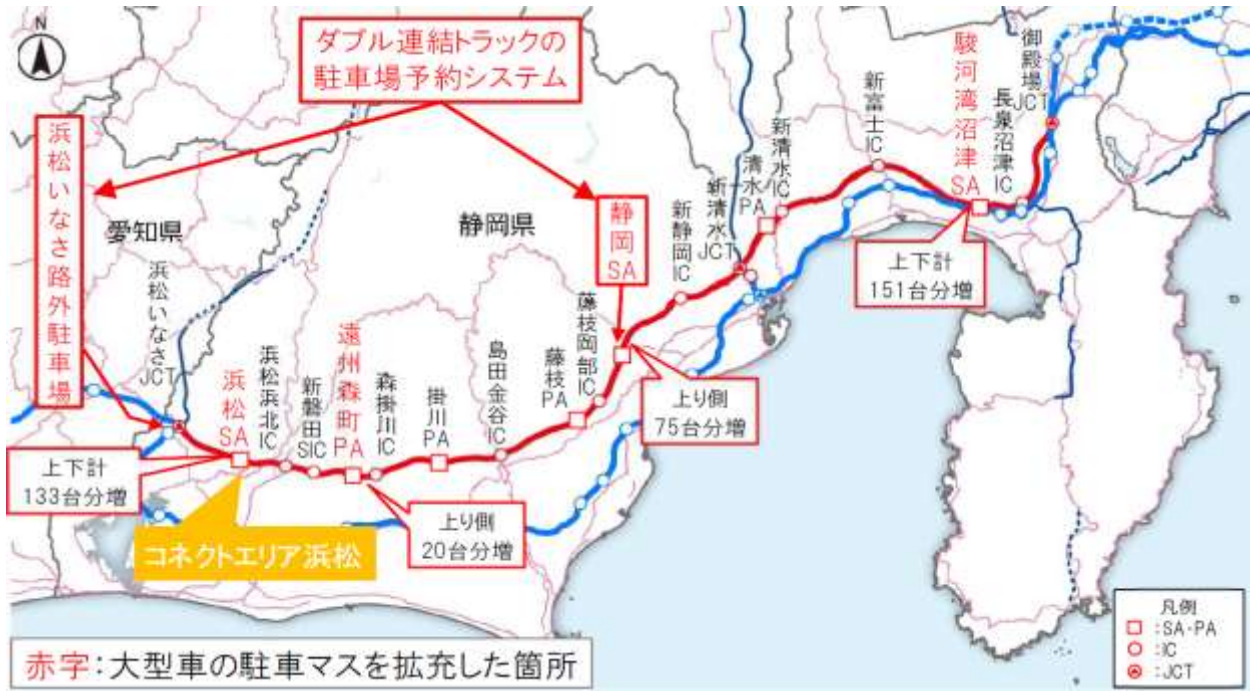 N
ダブル連結トラックの
駐車場予約システム
浜松いなさ路外駐車場
愛知県
静岡県
浜松いなさJCT
浜松SA
浜松浜北IC
新磐田SIC
遠州森町PA
森掛川IC
掛川PA
島田金谷IC
藤枝PA
藤枝岡部IC
静岡SA
新静岡IC
新清水JCT
清水PA
新清水IC
新富士IC
駿河湾沼津SA
長泉沼津IC
御殿場JCT
上下計
133台分増
コネクトエリア浜松
上り側
20台分増
上り側
75台分増
上下計
151台分増
赤字：大型車の駐車マスを拡充した箇所
凡例
：SA・PA
：IC
：JCT